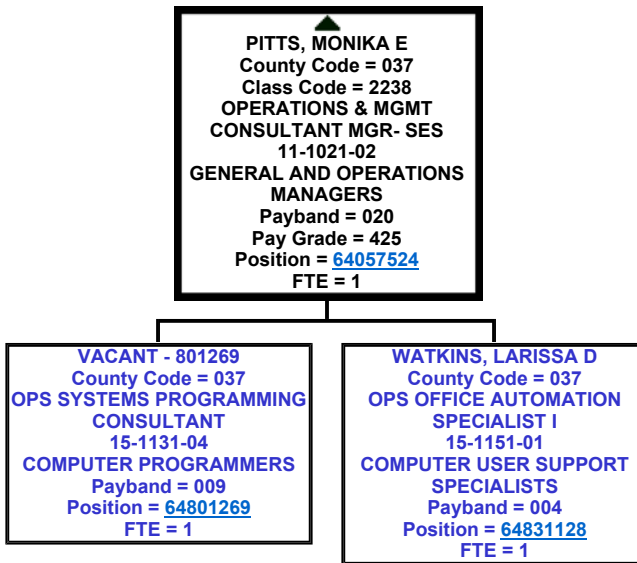 PITTS, MONIKA E
County Code = 037
Class Code = 2238
OPERATIONS & MGMT
CONSULTANT MGR- SES
11-1021-02
GENERAL AND OPERATIONS
MANAGERS
Payband = 020
Pay Grade = 425
Position = 64057524
FTE = 1
VACANT - 801269
County Code = 037
OPS SYSTEMS PROGRAMMING
CONSULTANT
15-1131-04
COMPUTER PROGRAMMERS
Payband = 009
Position = 64801269
FTE = 1
WATKINS, LARISSA D
County Code = 037
OPS OFFICE AUTOMATION
SPECIALIST I
15-1151-01
COMPUTER USER SUPPORT
SPECIALISTS
Payband = 004
Position = 64831128
FTE = 1